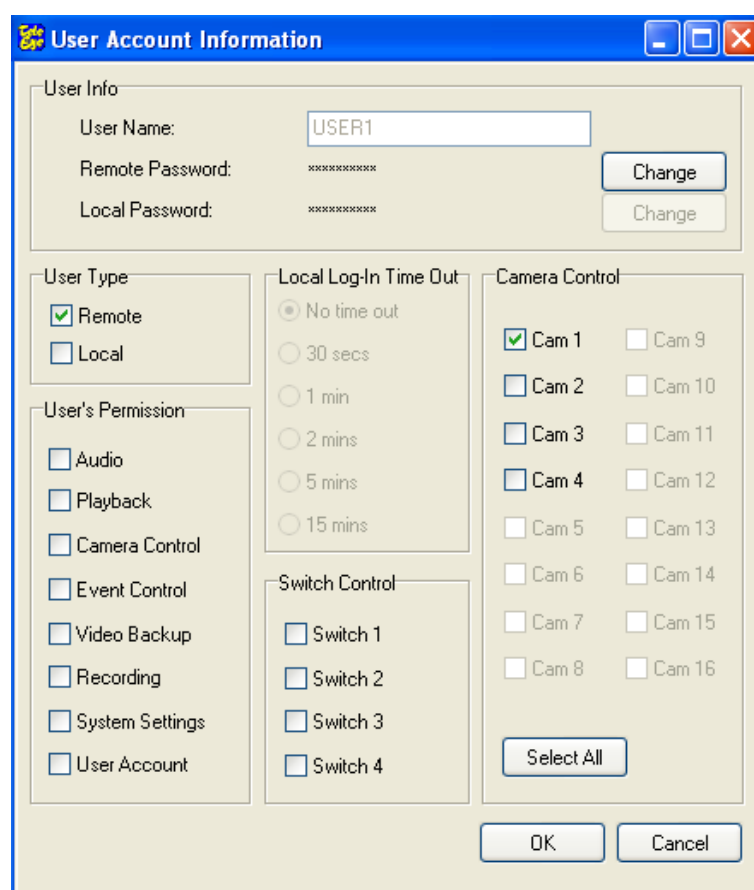 User Account Information
User Info
User Name:
USER1
Remote Password:
××××××××××
Change
Local Password:
××××××××××
Change
User Type
Remote
Local
User's Permission
Audio
Playback
Camera Control
Event Control
Video Backup
Recording
System Settings
User Account
Local Log-In Time Out
No time out
30 secs
1 min
2 mins
5 mins
15 mins
Switch Control
Switch 1
Switch 2
Switch 3
Switch 4
Camera Control
Cam 1
Cam 9
Cam 2
Cam 10
Cam 3
Cam 11
Cam 4
Cam 12
Cam 5
Cam 13
Cam 6
Cam 14
Cam 7
Cam 15
Cam 8
Cam 16
Select All
OK
Cancel